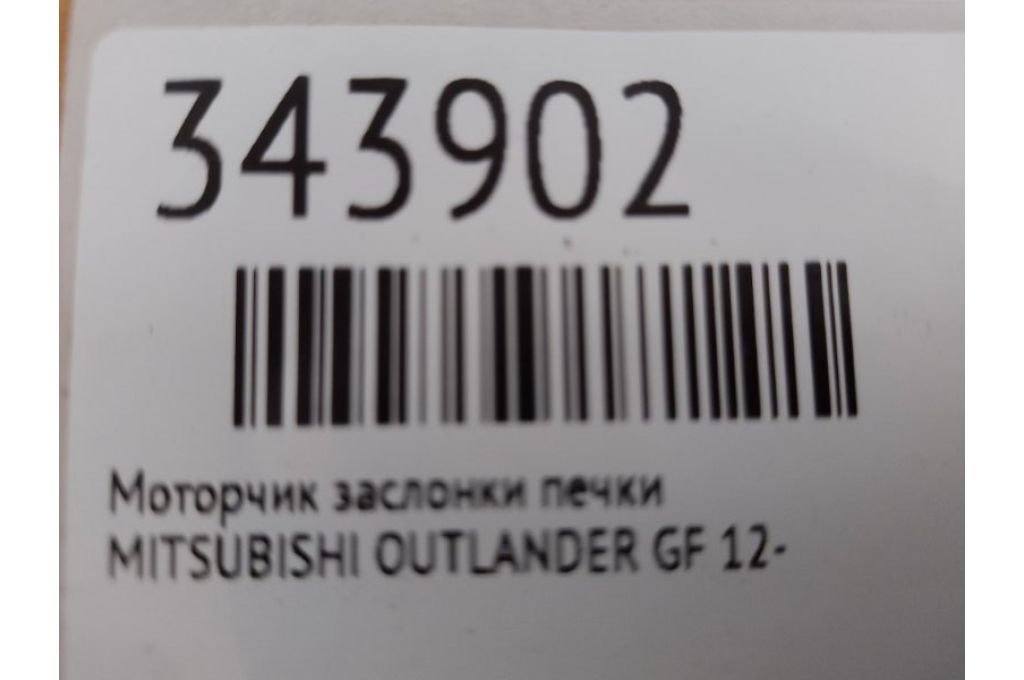 343902
Моторчик заслонки печки
MITSUBISHI OUTLANDER GF 12-